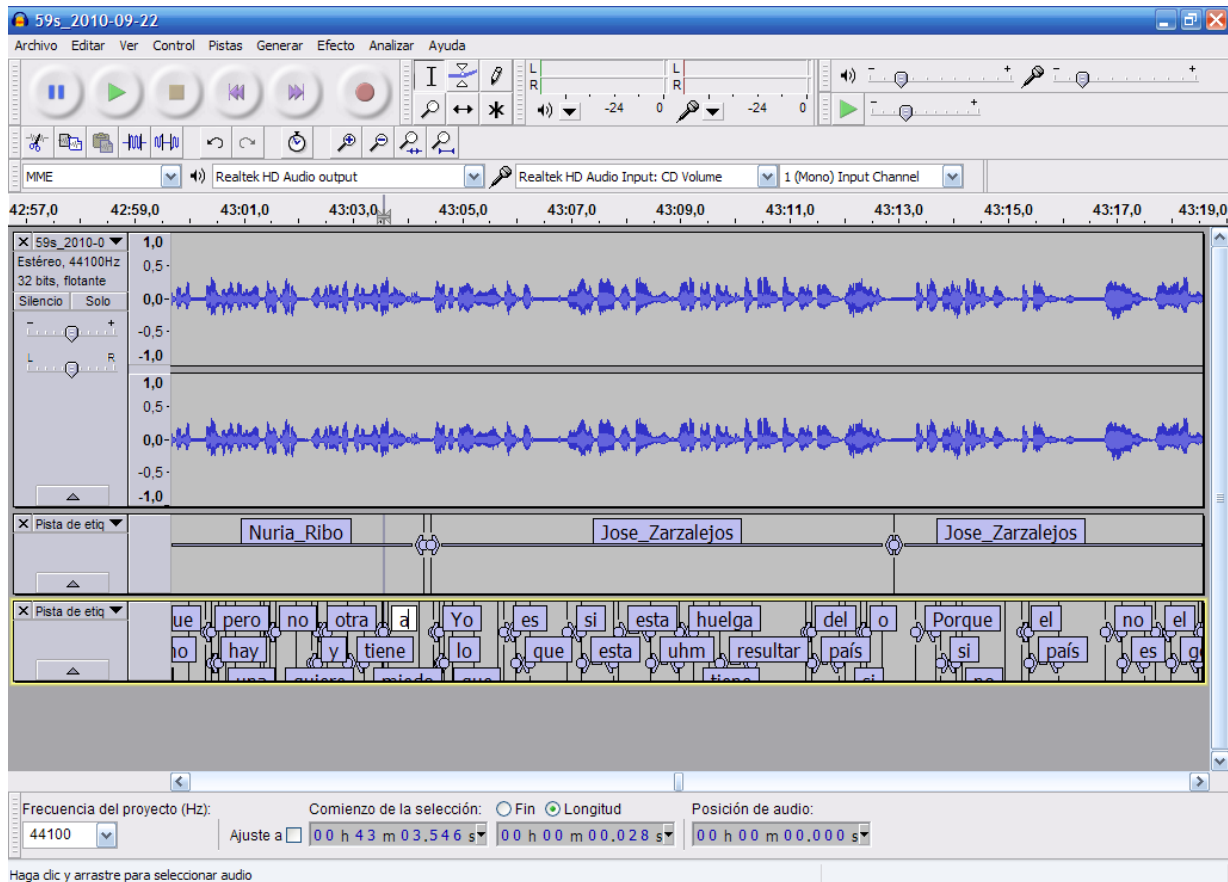 59s_2010-09-22
Archivo Editar Ver Control Pistas Generar Efecto Analizar Ayuda
L
R
-24 0
L
R
-24 0
- +
- +
- +
MME
Realtek HD Audio output
Realtek HD Audio Input: CD Volume
1 (Mono) Input Channel
42:57,0 42:59,0 43:01,0 43:03,0 43:05,0 43:07,0 43:09,0 43:11,0 43:13,0 43:15,0 43:17,0 43:19,0
59s_2010-0
Estéreo, 44100Hz
32 bits, flotante
Silencio Solo
- +
L R
1,0
0,5
0,0
-0,5
-1,0
1,0
0,5
0,0
-0,5
-1,0
Pista de etiq
Nuria_Ribo Jose_Zarzalejos Jose_Zarzalejos
Pista de etiq
ue pero no otra a Yo es si esta huelga del o Porque el no el
no hay y tiene lo que esta uhm resultar país si país es
una quiere miedo que tiene si no
Frecuencia del proyecto (Hz):
44100
Ajuste a
Comienzo de la selección: Fin Longitud
00 h 43 m 03.546 s 00 h 00 m 00.028 s
Posición de audio:
00 h 00 m 00.000 s
Haga clic y arrastre para seleccionar audio